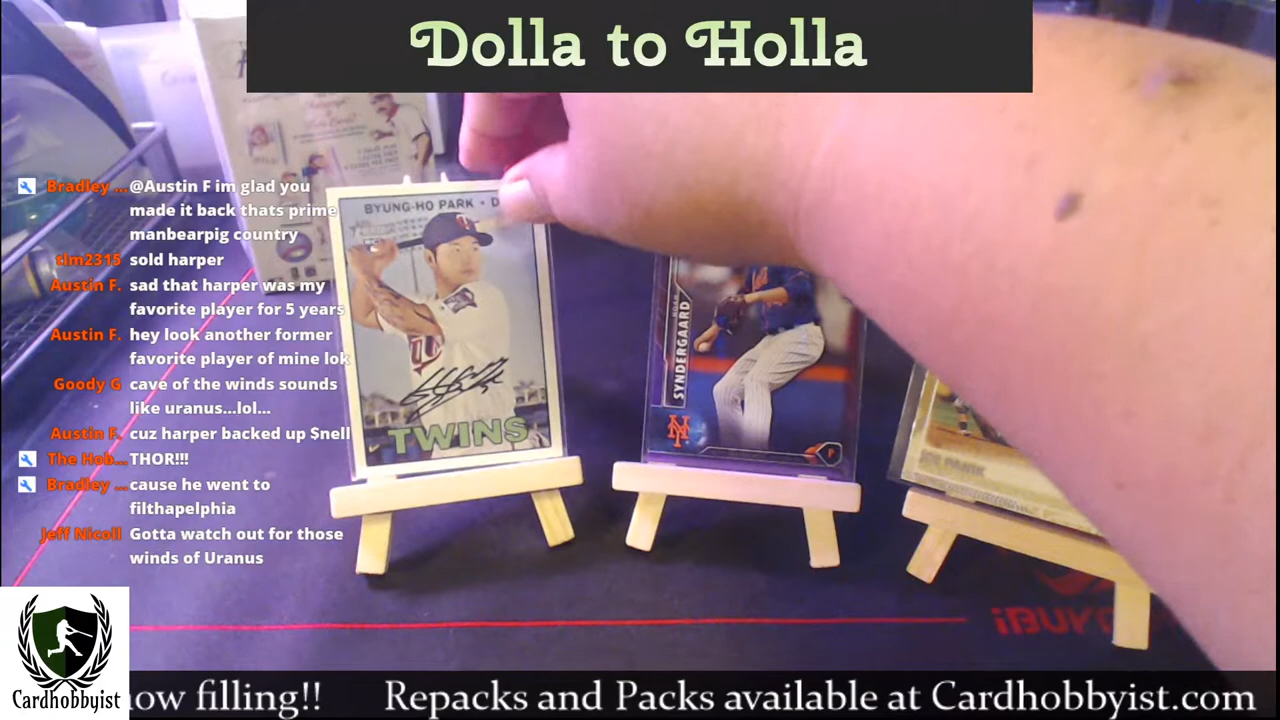 Dolla to Holla
Bradley ... @Austin F im glad you
made it back thats prime
manbearpig country
tlm2315 sold harper
Austin F. sad that harper was my
favorite player for 5 years
Austin F. hey look another former
favorite player of mine lok
Goody G cave of the winds sounds
like uranus...lol...
Austin F. cuz harper backed up $nell
The Hob... THOR!!!
Bradley ... cause he went to
filthapelphia
Jeff Nicoll Gotta watch out for those
winds of Uranus
BYUNG-HO PARK • D
TWINS
SYNDERGAARD
P
PARK
iBUY
Cardhobbyist
now filling!! Repacks and Packs available at Cardhobbyist.com